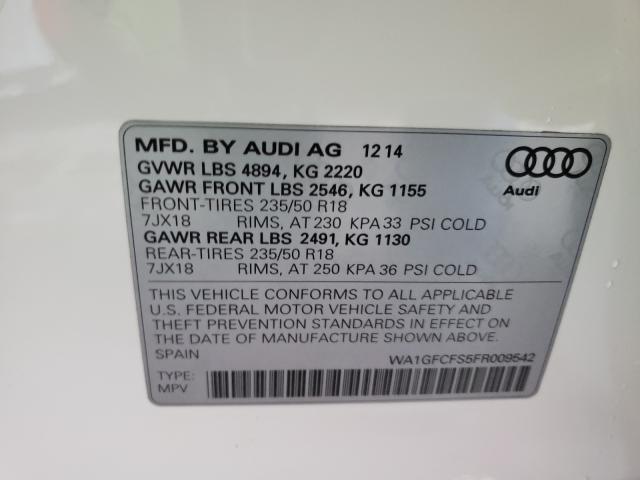 MFD. BY AUDI AG 12 14
GVWR LBS 4894, KG 2220
GAWR FRONT LBS 2546, KG 1155
FRONT-TIRES 235/50 R18
7JX18 RIMS, AT 230 KPA 33 PSI COLD
GAWR REAR LBS 2491, KG 1130
REAR-TIRES 235/50 R18
7JX18 RIMS, AT 250 KPA 36 PSI COLD
Audi
THIS VEHICLE CONFORMS TO ALL APPLICABLE
U.S. FEDERAL MOTOR VEHICLE SAFETY AND
THEFT PREVENTION STANDARDS IN EFFECT ON
THE DATE OF MANUFACTURE SHOWN ABOVE.
SPAIN WA1GFCFS5FR009542
TYPE:
MPV